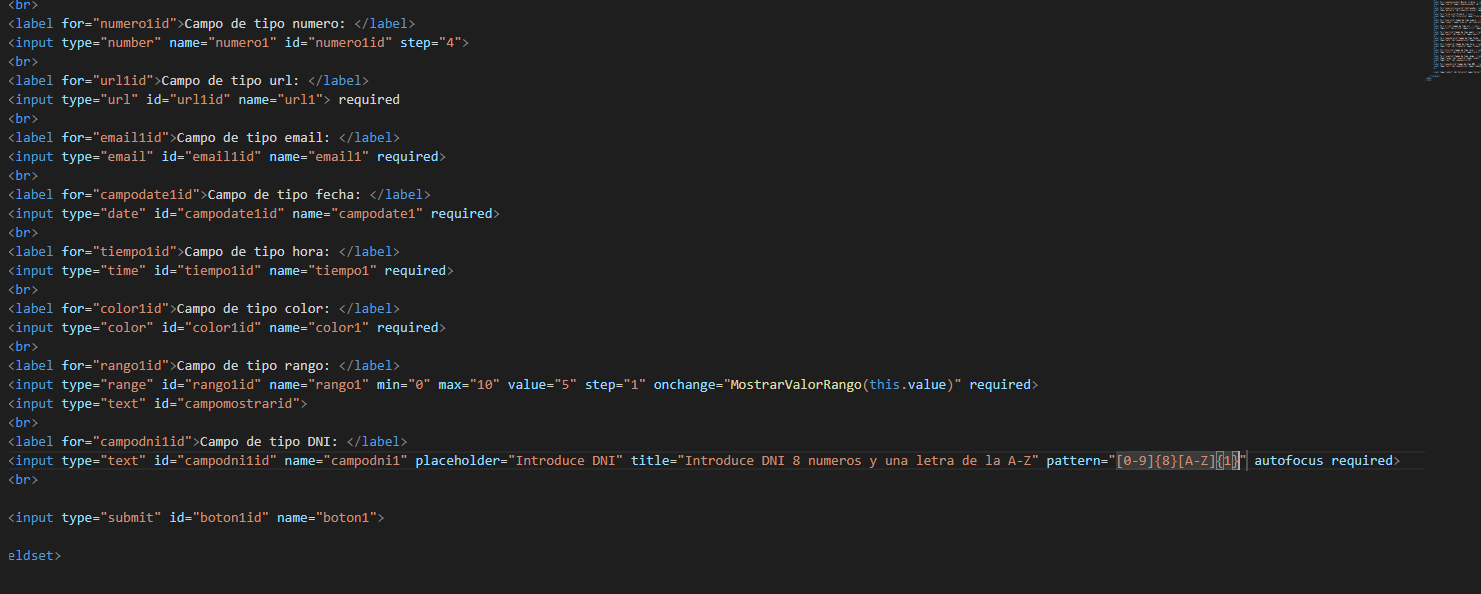 <br>
<label for="numero1id">Campo de tipo numero: </label>
<input type="number" name="numero1" id="numero1id" step="4">
<br>
<label for="url1id">Campo de tipo url: </label>
<input type="url" id="url1id" name="url1"> required
<br>
<label for="email1id">Campo de tipo email: </label>
<input type="email" id="email1id" name="email1" required>
<br>
<label for="campodate1id">Campo de tipo fecha: </label>
<input type="date" id="campodate1id" name="campodate1" required>
<br>
<label for="tiempo1id">Campo de tipo hora: </label>
<input type="time" id="tiempo1id" name="tiempo1" required>
<br>
<label for="color1id">Campo de tipo color: </label>
<input type="color" id="color1id" name="color1" required>
<br>
<label for="rango1id">Campo de tipo rango: </label>
<input type="range" id="rango1id" name="rango1" min="0" max="10" value="5" step="1" onchange="MostrarValorRango(this.value)" required>
<input type="text" id="campomostrarid">
<br>
<label for="campodni1id">Campo de tipo DNI: </label>
<input type="text" id="campodni1id" name="campodni1" placeholder="Introduce DNI" title="Introduce DNI 8 numeros y una letra de la A-Z" pattern="[0-9]{8}[A-Z]{1}" autofocus required>
<br>
<input type="submit" id="boton1id" name="boton1">
eldset>